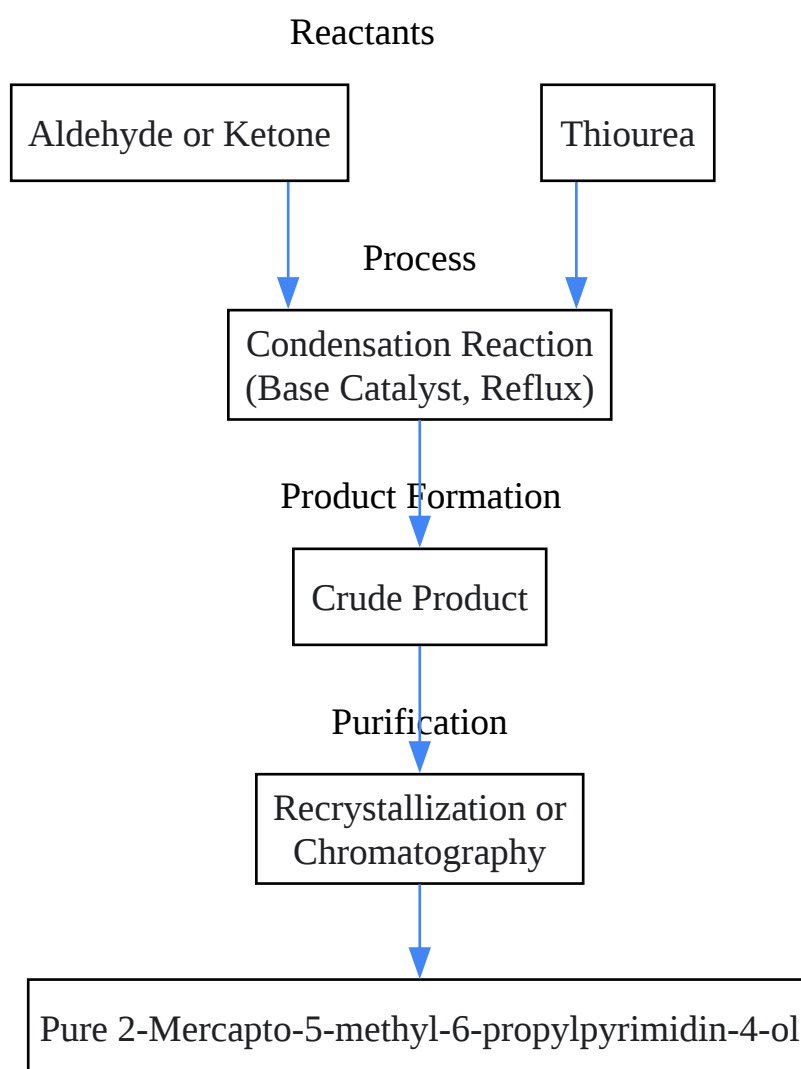 Reactants
Aldehyde or Ketone
Thiourea
Process
Condensation Reaction
(Base Catalyst, Reflux)
Product Formation
Crude Product
Purification
Recrystallization or
Chromatography
Pure 2-Mercapto-5-methyl-6-propylpyrimidin-4-ol